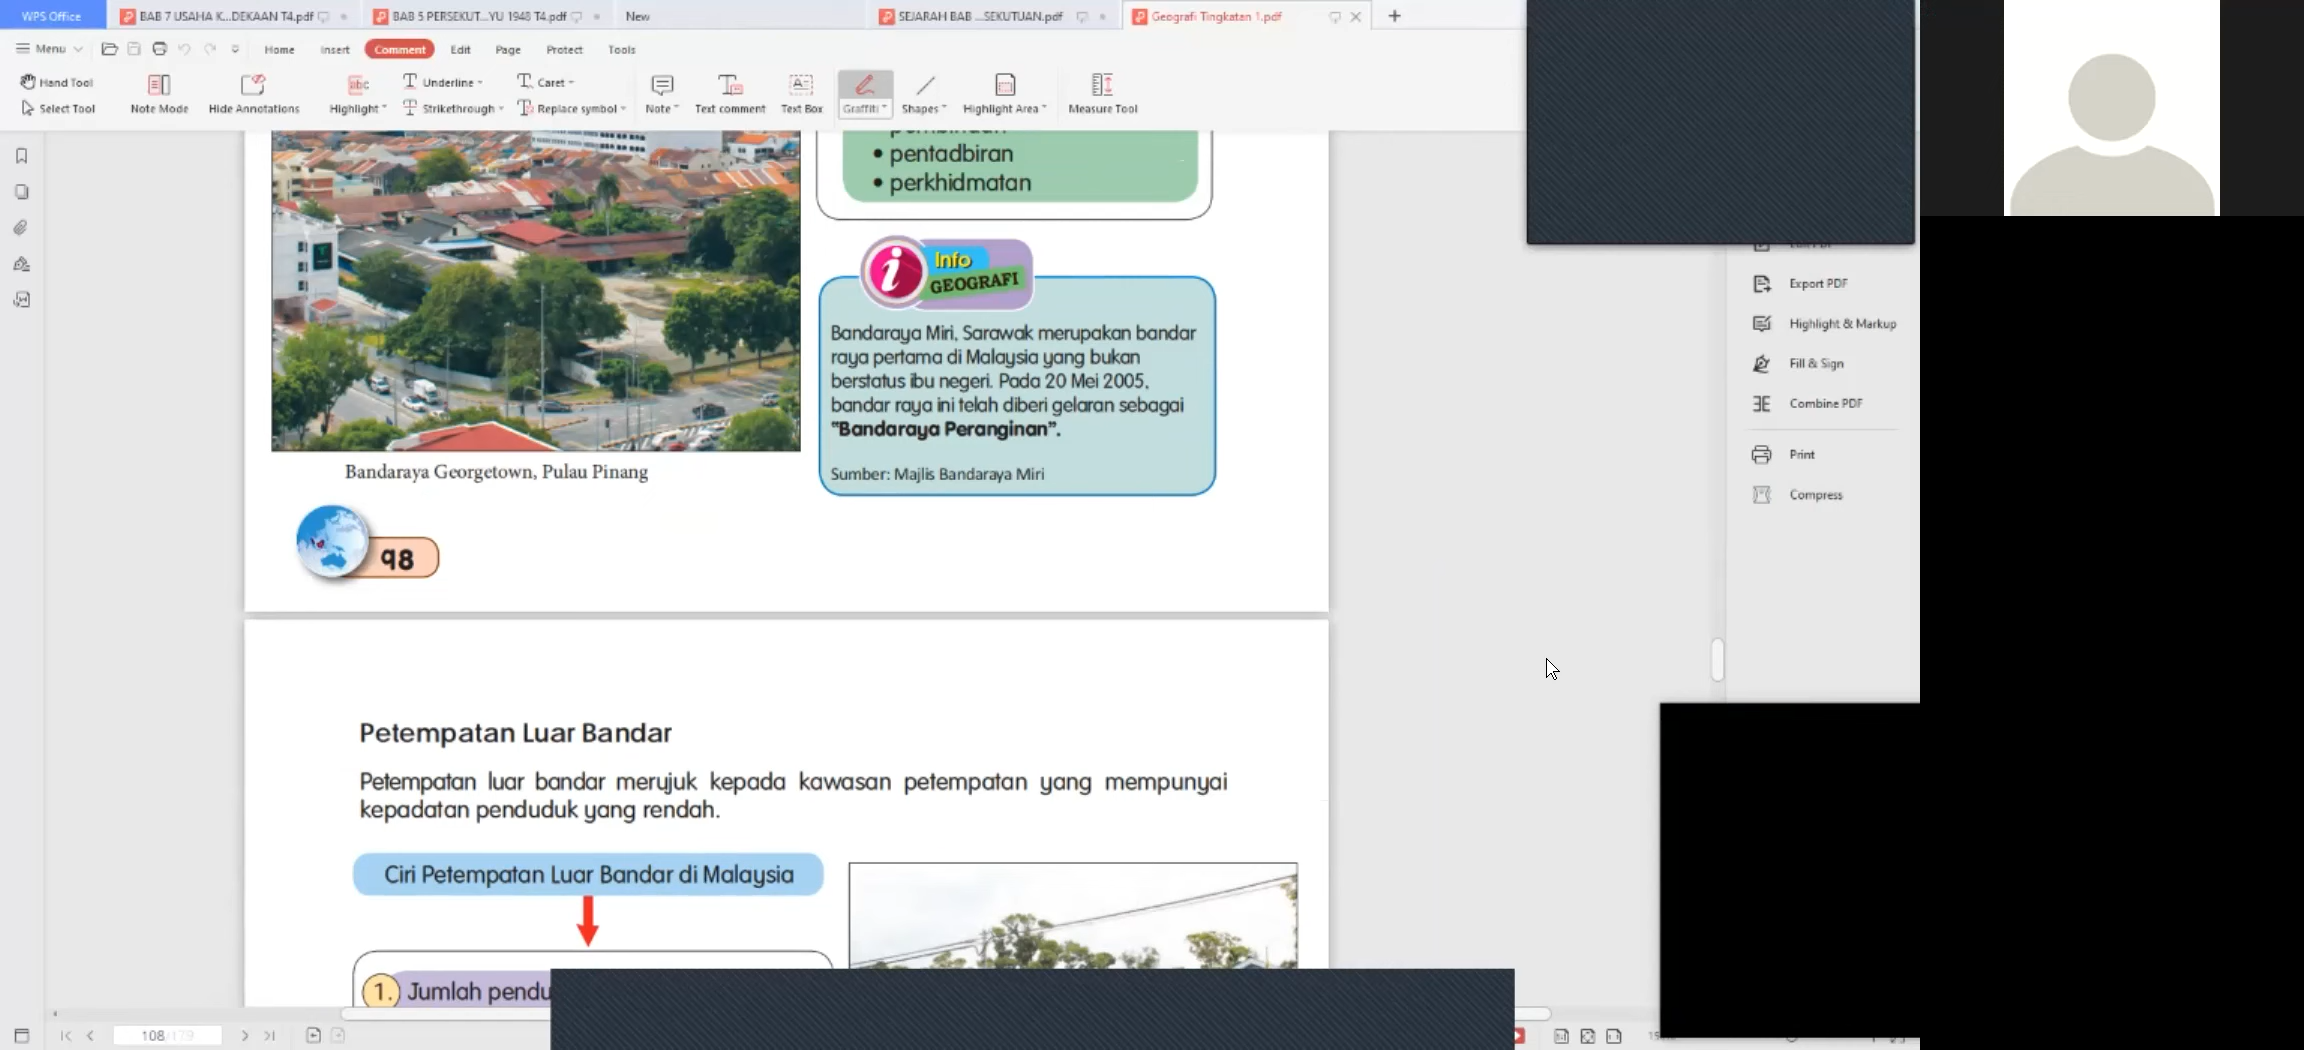 WPS Office
BAB 7 USAHA K...DEKAAN T4.pdf
BAB 5 PERSEKUT...YU 1948 T4.pdf
New
SEJARAH BAB ...SEKUTUAN.pdf
Geografi Tingkatan 1.pdf
Menu
Home
Insert
Comment
Edit
Page
Protect
Tools
Hand Tool
Select Tool
Note Mode
Hide Annotations
Highlight
Underline
Strikethrough
Caret
Replace symbol
Note
Text comment
Text Box
Graffiti
Shapes
Highlight Area
Measure Tool
• pentadbiran
• perkhidmatan
i Info
GEOGRAFI
Bandaraya Miri, Sarawak merupakan bandar
raya pertama di Malaysia yang bukan
berstatus ibu negeri. Pada 20 Mei 2005,
bandar raya ini telah diberi gelaran sebagai
“Bandaraya Peranginan”.
Sumber: Majlis Bandaraya Miri
Bandaraya Georgetown, Pulau Pinang
98
Petempatan Luar Bandar
Petempatan luar bandar merujuk kepada kawasan petempatan yang mempunyai
kepadatan penduduk yang rendah.
Ciri Petempatan Luar Bandar di Malaysia
1. Jumlah pendu
Export PDF
Highlight & Markup
Fill & Sign
Combine PDF
Print
Compress
108/179